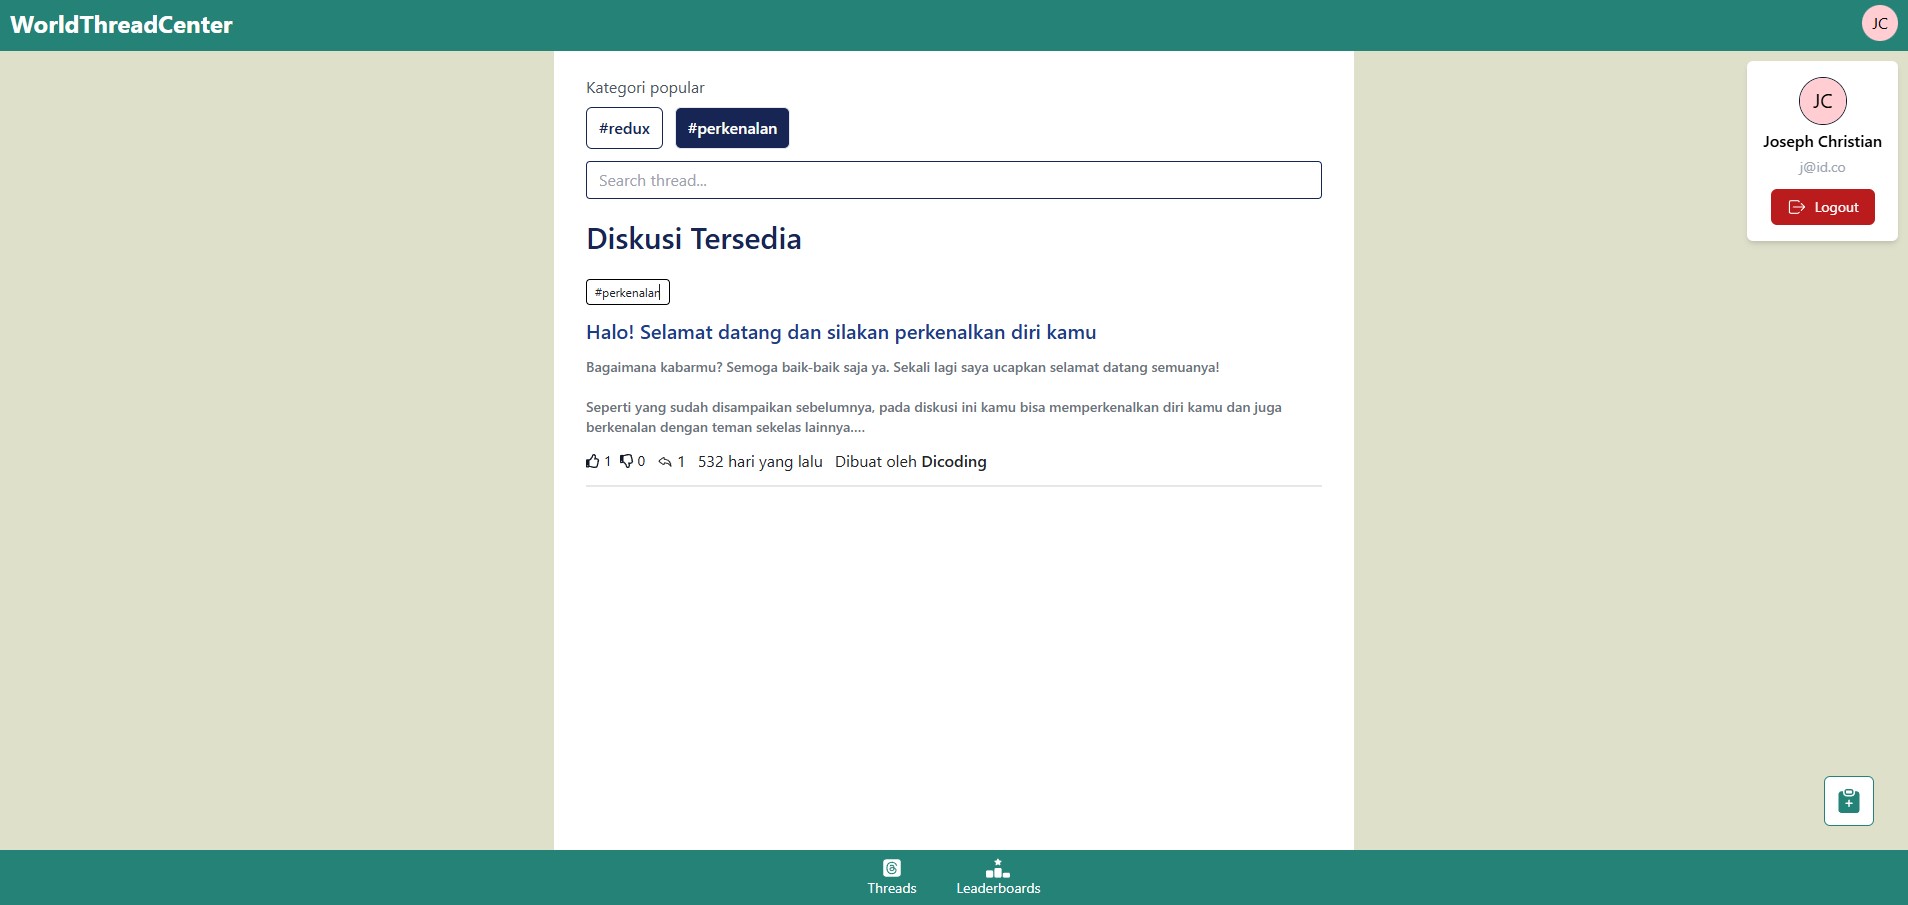 WorldThreadCenter
JC
Kategori popular
#redux
#perkenalan
Search thread...
JC
Joseph Christian
j@id.co
Logout
Diskusi Tersedia
#perkenalan
Halo! Selamat datang dan silakan perkenalkan diri kamu
Bagaimana kabarmu? Semoga baik-baik saja ya. Sekali lagi saya ucapkan selamat datang semuanya!
Seperti yang sudah disampaikan sebelumnya, pada diskusi ini kamu bisa memperkenalkan diri kamu dan juga
berkenalan dengan teman sekelas lainnya....
1 0 1 532 hari yang lalu Dibuat oleh Dicoding
Threads
Leaderboards